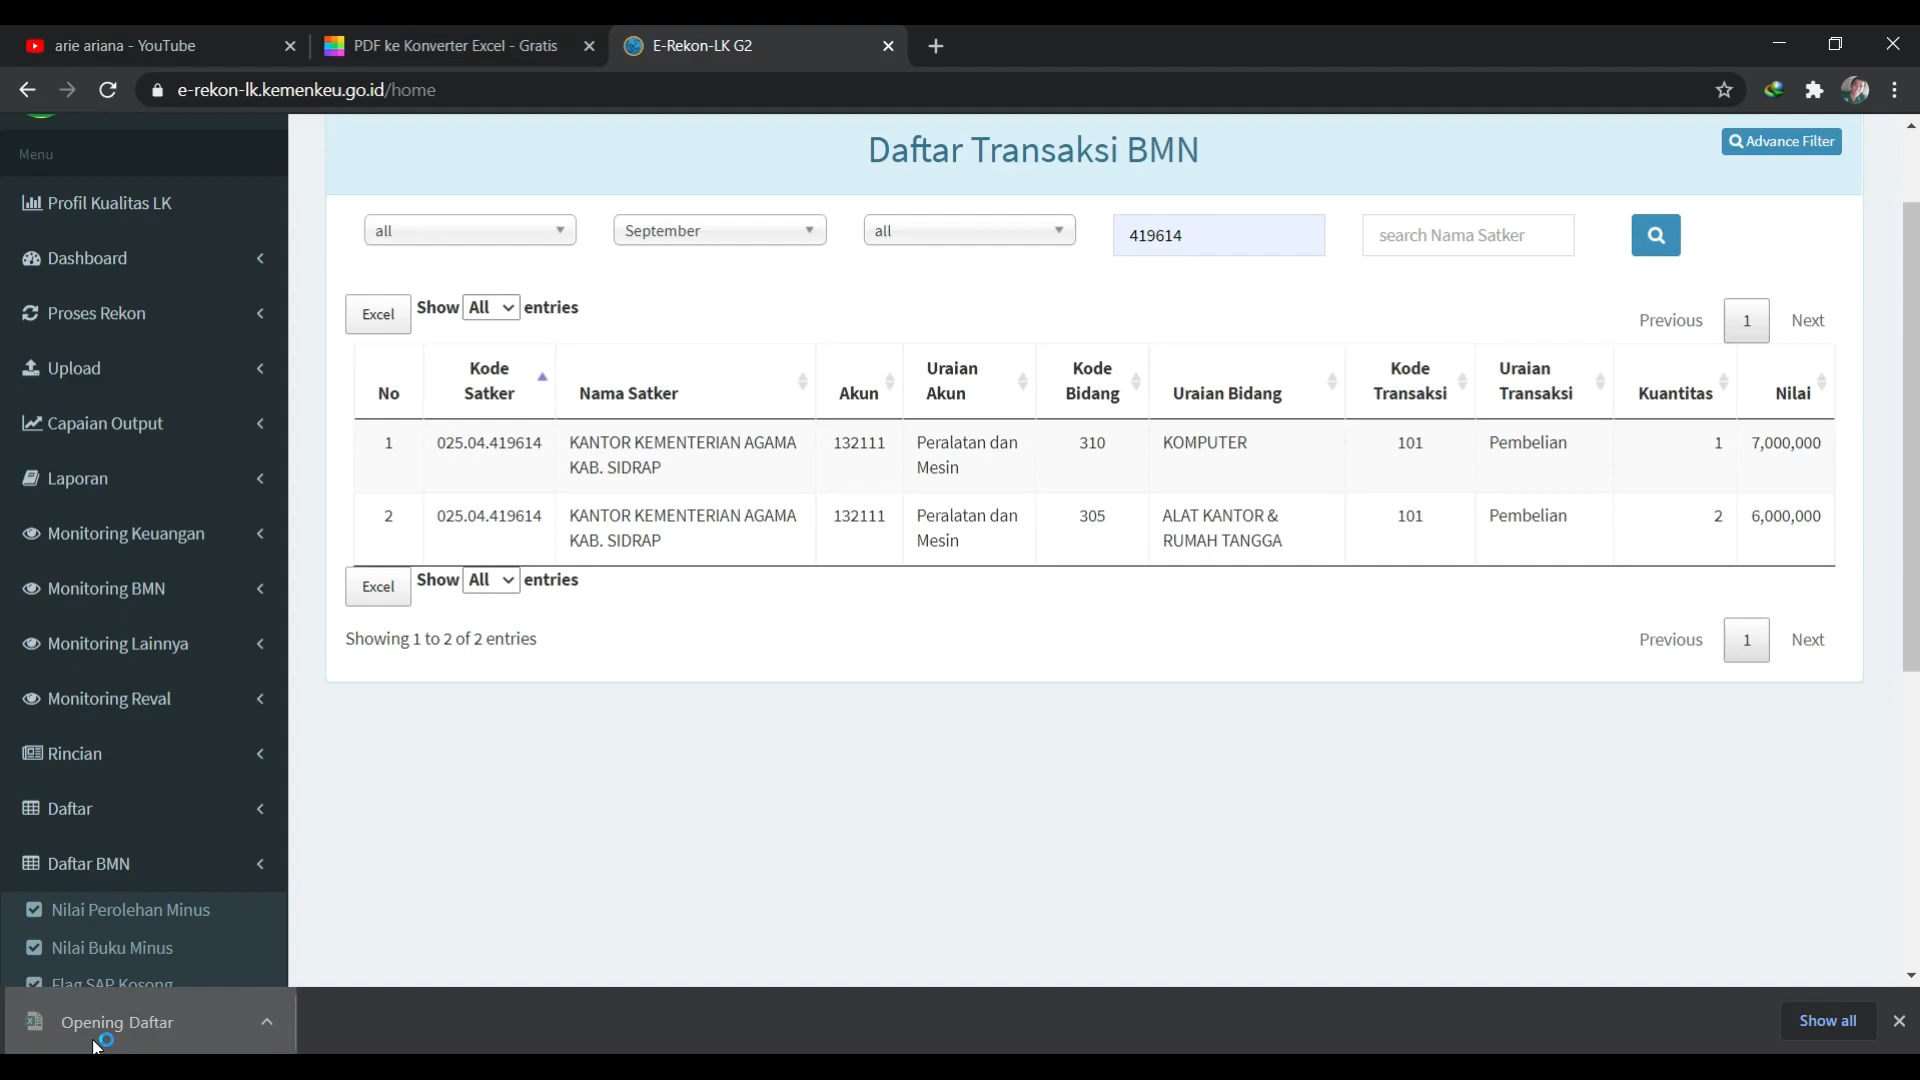 arie ariana - YouTube
PDF ke Konverter Excel - Gratis
E-Rekon-LK G2
e-rekon-lk.kemenkeu.go.id/home
Menu
Profil Kualitas LK
Dashboard
Proses Rekon
Upload
Capaian Output
Laporan
Monitoring Keuangan
Monitoring BMN
Monitoring Lainnya
Monitoring Reval
Rincian
Daftar
Daftar BMN
Nilai Perolehan Minus
Nilai Buku Minus
Flag SAP Kosong
Daftar Transaksi BMN
Advance Filter
all
September
all
419614
search Nama Satker
Excel
Show All entries
Previous 1 Next
No
Kode
Satker
Nama Satker
Akun
Uraian
Akun
Kode
Bidang
Uraian Bidang
Kode
Transaksi
Uraian
Transaksi
Kuantitas
Nilai
1
025.04.419614
KANTOR KEMENTERIAN AGAMA
KAB. SIDRAP
132111
Peralatan dan
Mesin
310
KOMPUTER
101
Pembelian
1
7,000,000
2
025.04.419614
KANTOR KEMENTERIAN AGAMA
KAB. SIDRAP
132111
Peralatan dan
Mesin
305
ALAT KANTOR &
RUMAH TANGGA
101
Pembelian
2
6,000,000
Excel
Show All entries
Showing 1 to 2 of 2 entries
Previous 1 Next
Opening Daftar
Show all